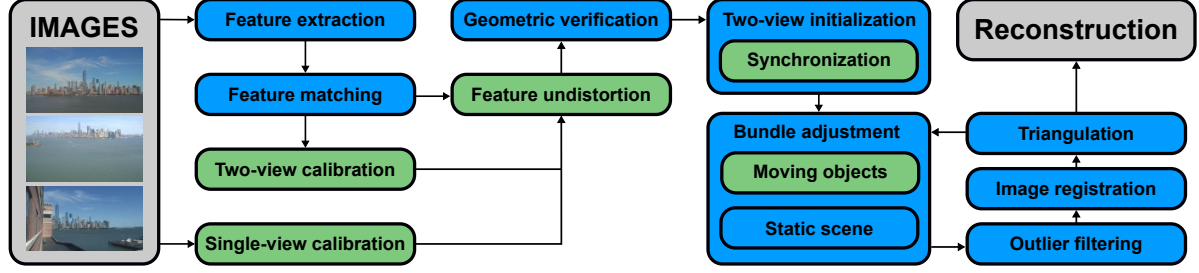 IMAGES
Feature extraction
Feature matching
Two-view calibration
Single-view calibration
Geometric verification
Feature undistortion
Two-view initialization
Synchronization
Bundle adjustment
Moving objects
Static scene
Reconstruction
Triangulation
Image registration
Outlier filtering